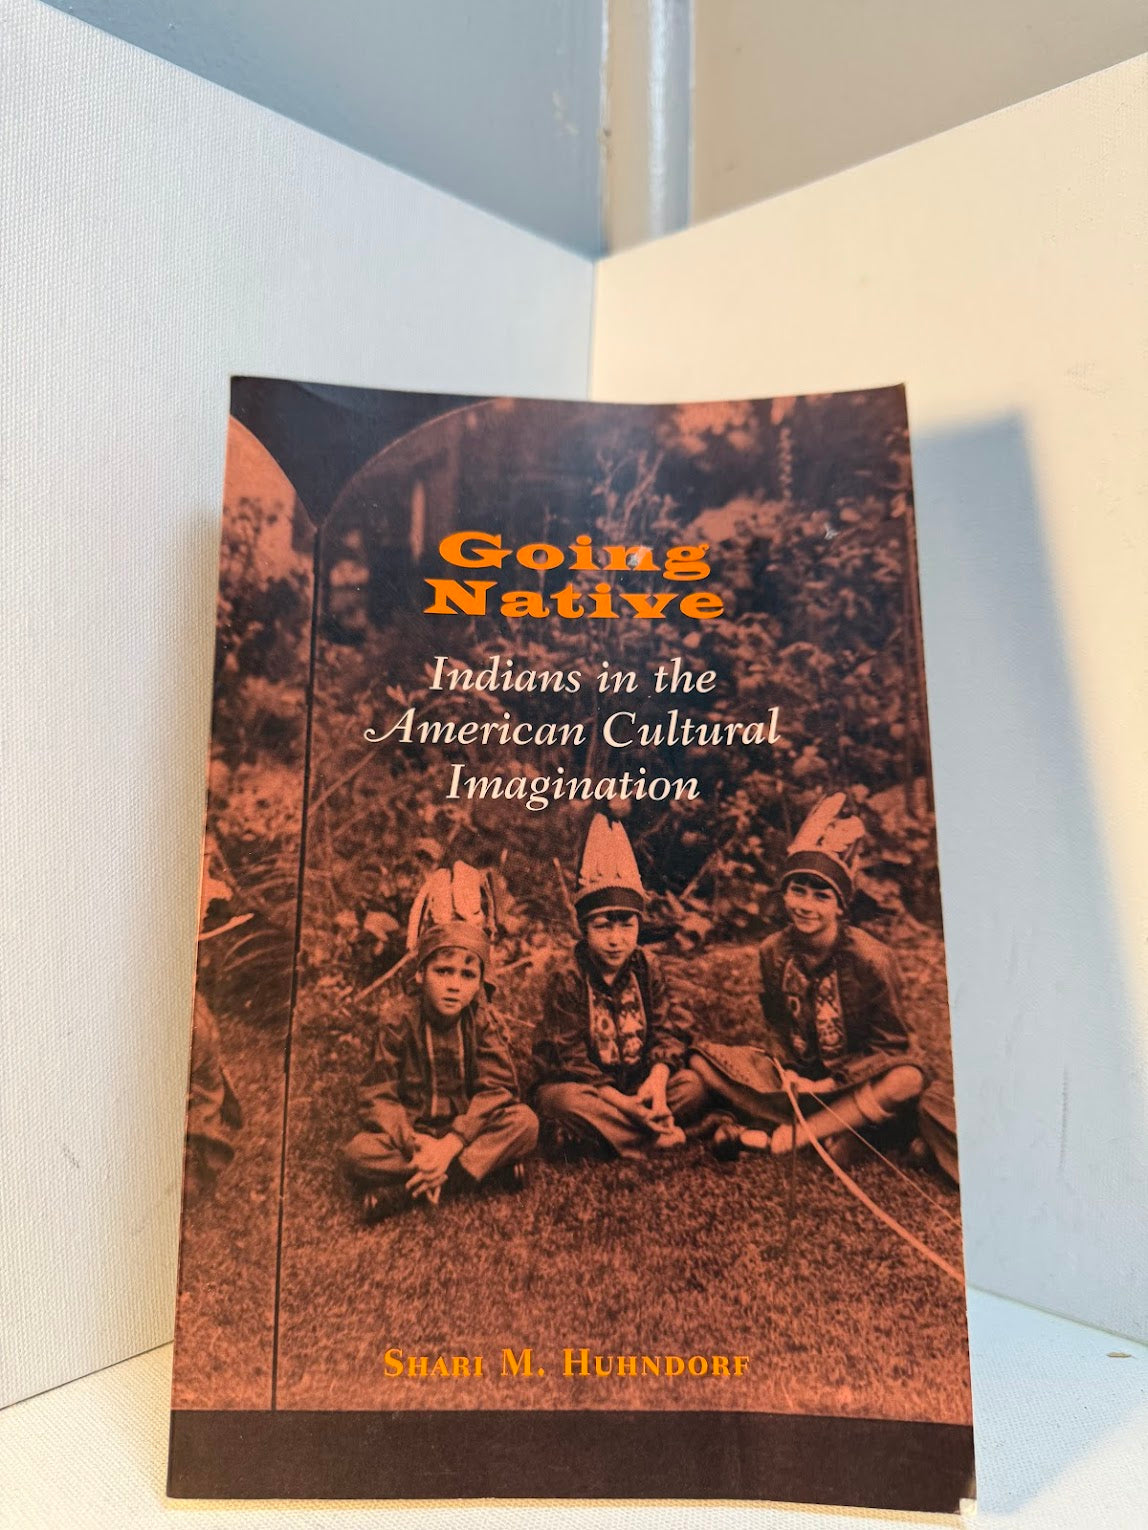 Going
Native
Indians in the
American Cultural
Imagination
Shari M. Huhndorf